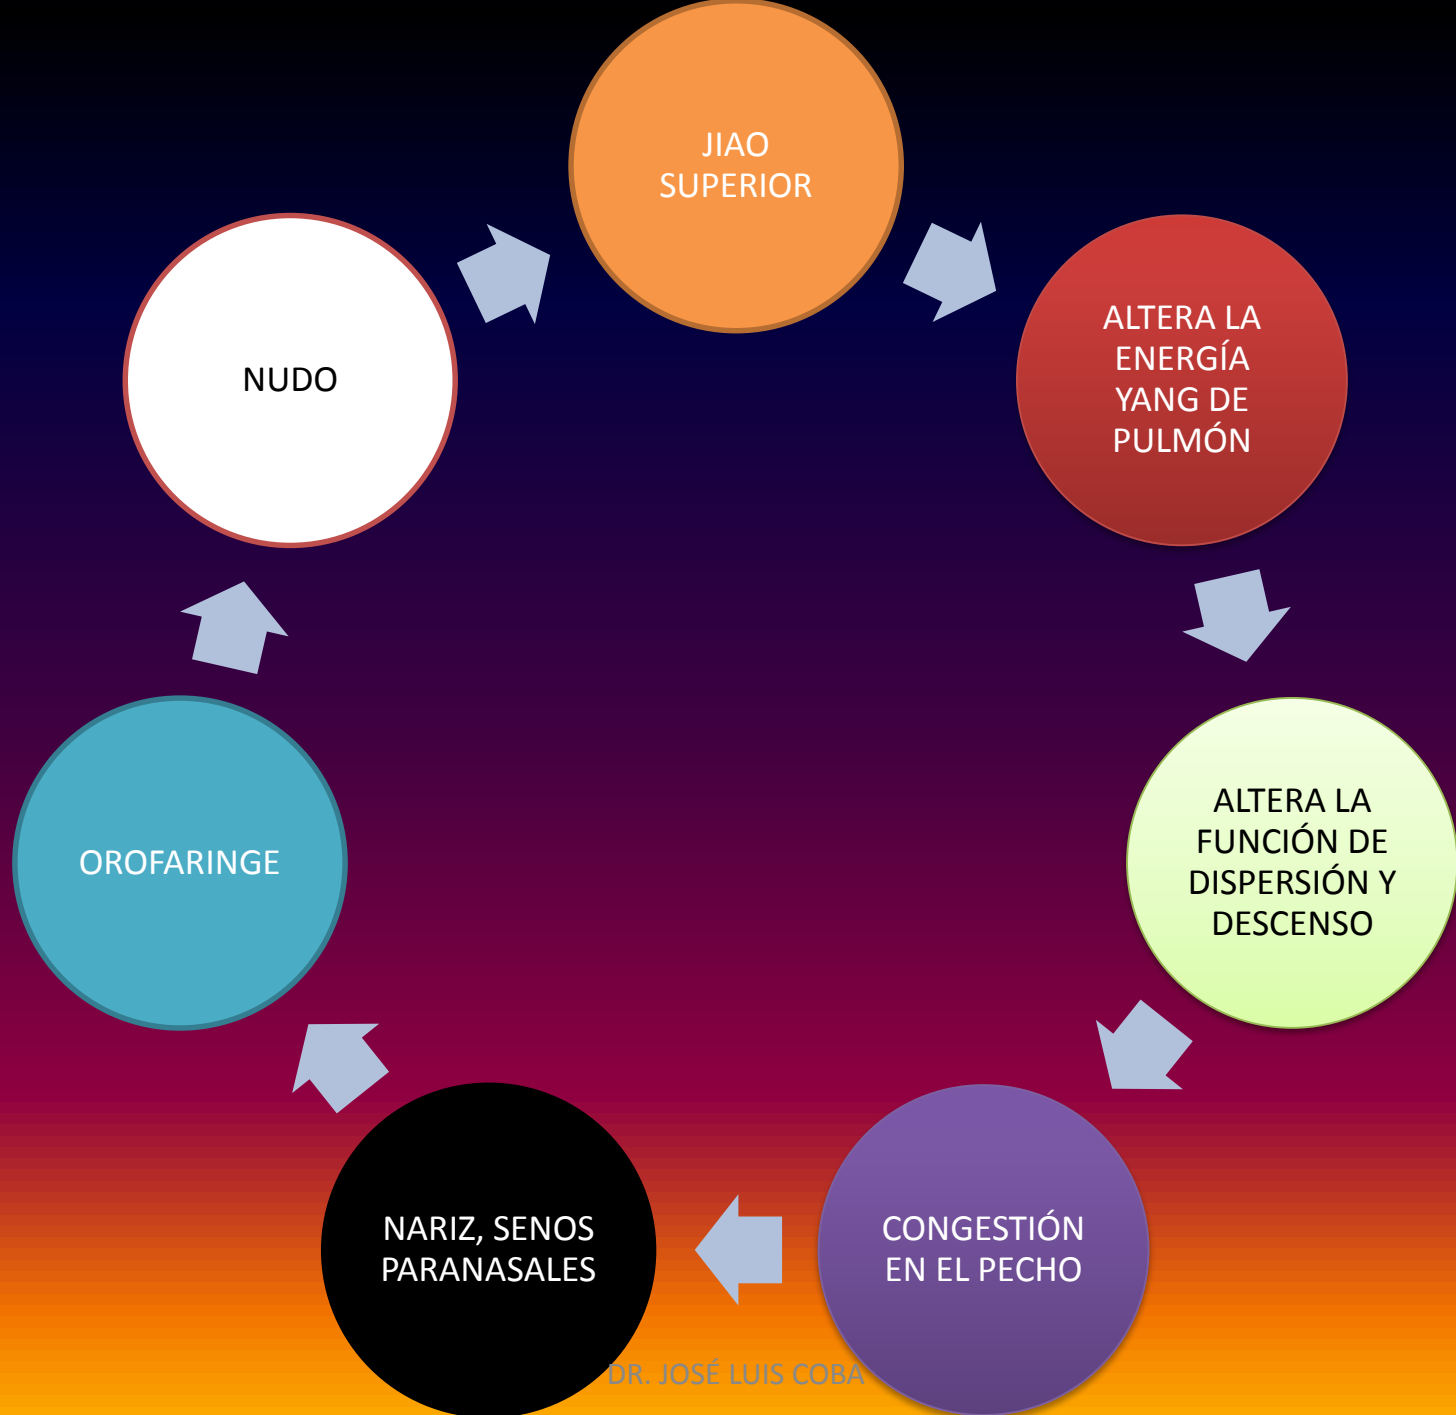 JIAO
SUPERIOR
ALTERA LA
ENERGÍA
YANG DE
PULMÓN
ALTERA LA
FUNCIÓN DE
DISPERSIÓN Y
DESCENSO
CONGESTIÓN
EN EL PECHO
NARIZ, SENOS
PARANASALES
OROFARINGE
NUDO
DR. JOSÉ LUIS COBA